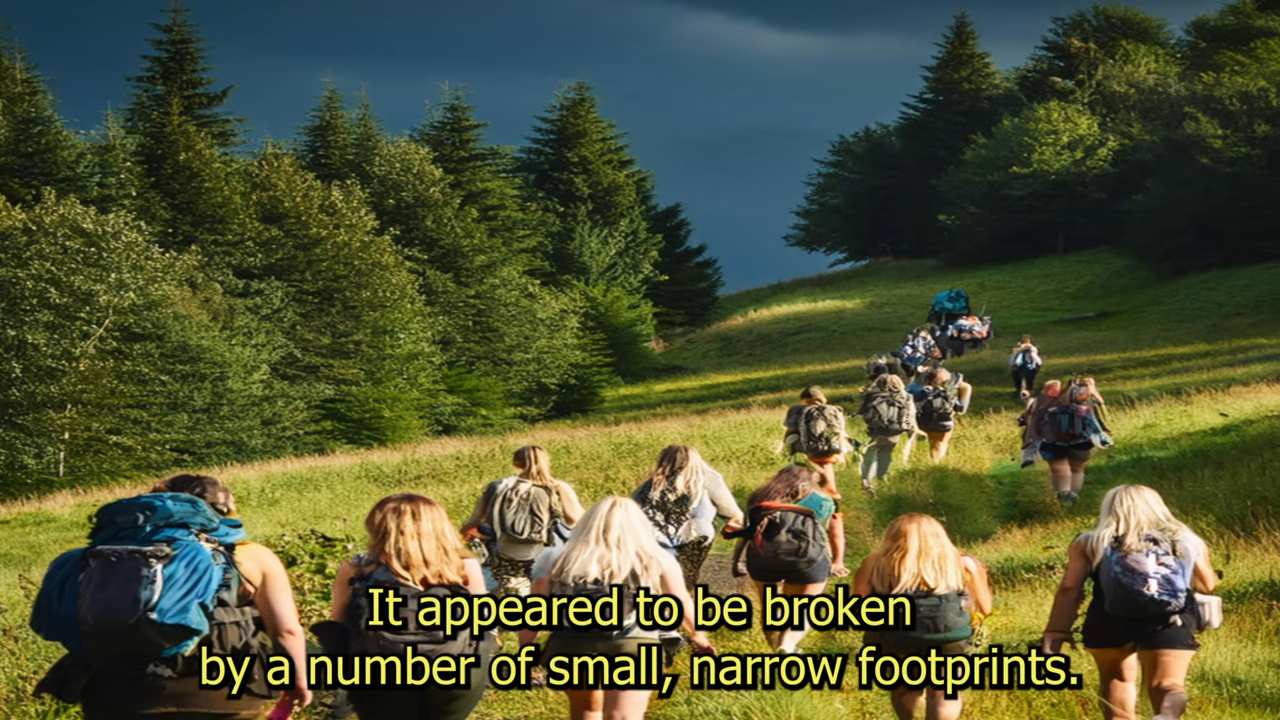 It appeared to be broken
by a number of small, narrow footprints.